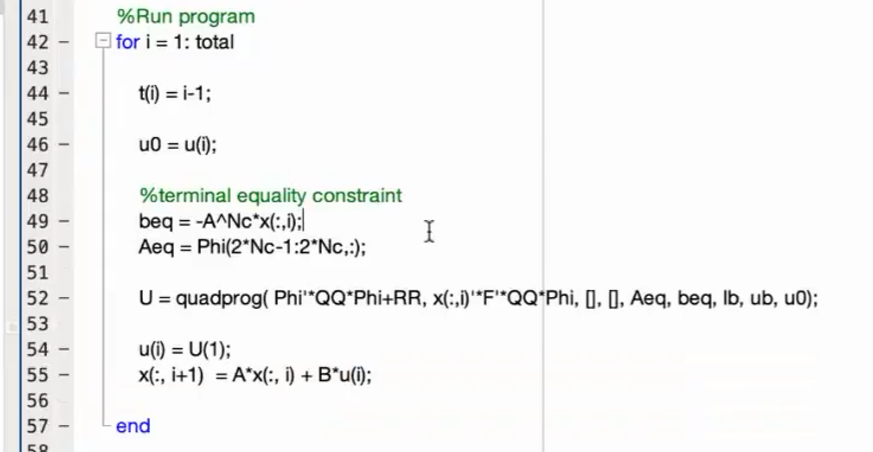 41 %Run program
42 – for i = 1: total
43
44 – t(i) = i-1;
45
46 – u0 = u(i);
47
48 %terminal equality constraint
49 – beq = -A^Nc*x(:,i);
50 – Aeq = Phi(2*Nc-1:2*Nc,:);
51
52 – U = quadprog( Phi'*QQ*Phi+RR, x(:,i)'*F'*QQ*Phi, [], [], Aeq, beq, lb, ub, u0);
53
54 – u(i) = U(1);
55 – x(:, i+1)  = A*x(:, i) + B*u(i);
56
57 – end
58